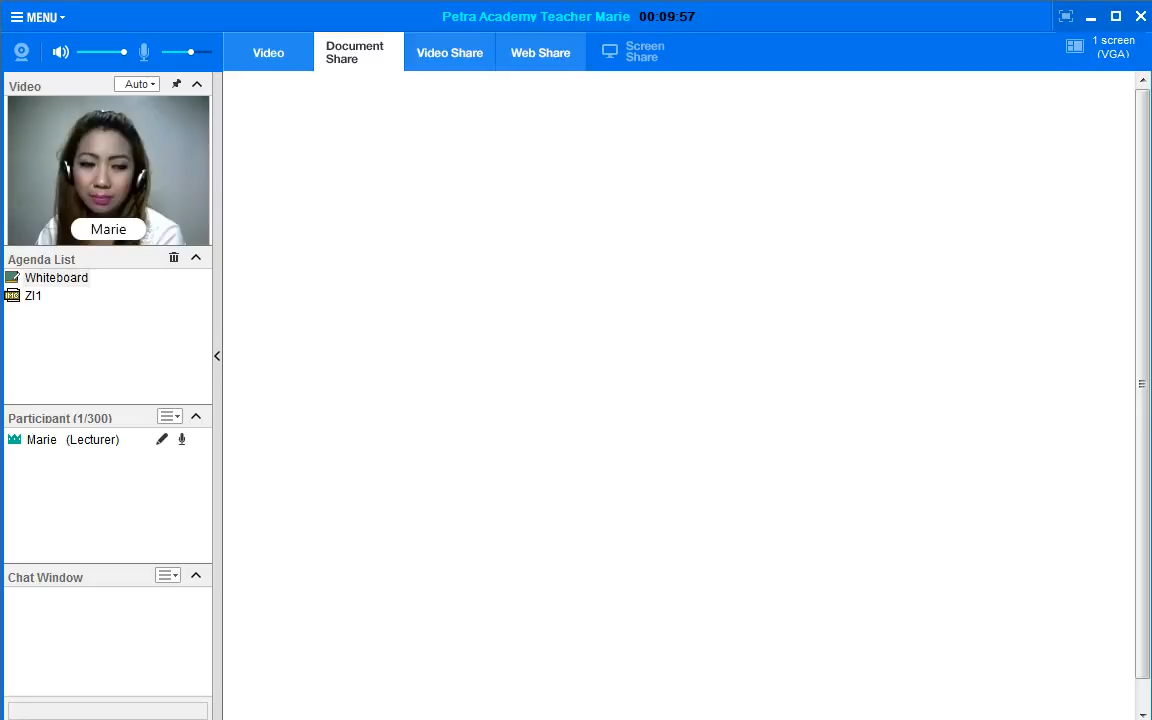 MENU
Petra Academy Teacher Marie 00:09:57
Video
Document
Share
Video Share
Web Share
Screen
Share
1 screen
(VGA)
Video
Auto
Marie
Agenda List
Whiteboard
IMG
ZI1
Participant (1/300)
Marie (Lecturer)
Chat Window